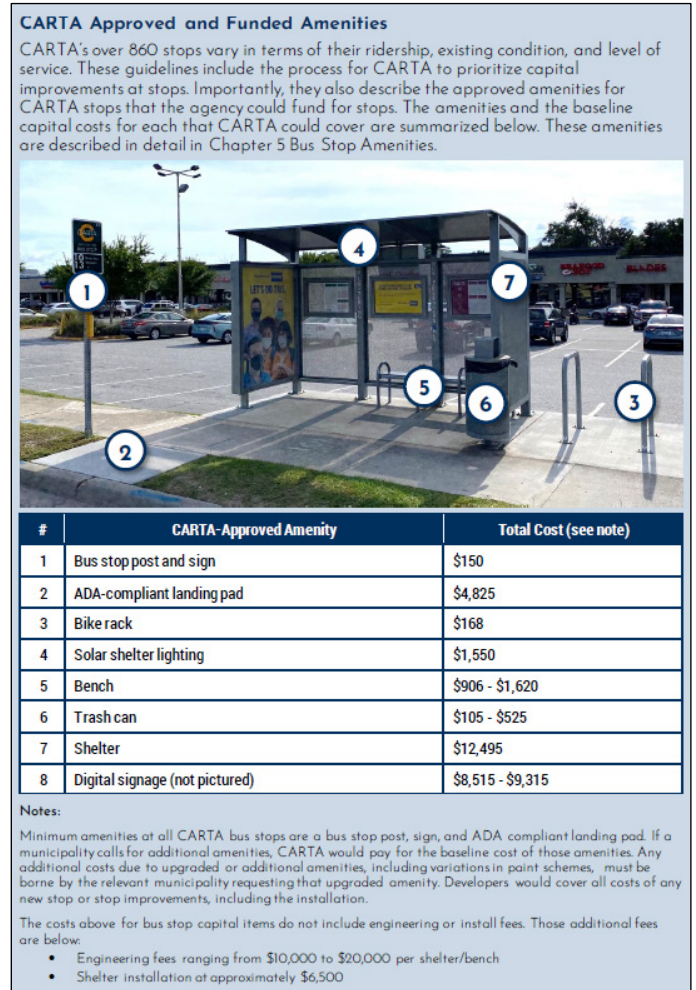 CARTA Approved and Funded Amenities
CARTA's over 860 stops vary in terms of their ridership, existing condition, and level of
service. These guidelines include the process for CARTA to prioritize capital
improvements at stops. Importantly, they also describe the approved amenities for
CARTA stops that the agency could fund for stops. The amenities and the baseline
capital costs for each that CARTA could cover are summarized below. These amenities
are described in detail in Chapter 5 Bus Stop Amenities.
LET'S DO THIS.
1
2
3
4
5
6
7
# CARTA-Approved Amenity Total Cost (see note)
1 Bus stop post and sign $150
2 ADA-compliant landing pad $4,825
3 Bike rack $168
4 Solar shelter lighting $1,550
5 Bench $906 - $1,620
6 Trash can $105 - $525
7 Shelter $12,495
8 Digital signage (not pictured) $8,515 - $9,315
Notes:
Minimum amenities at all CARTA bus stops are a bus stop post, sign, and ADA compliant landing pad. If a
municipality calls for additional amenities, CARTA would pay for the baseline cost of those amenities. Any
additional costs due to upgraded or additional amenities, including variations in paint schemes, must be
borne by the relevant municipality requesting that upgraded amenity. Developers would cover all costs of any
new stop or stop improvements, including the installation.
The costs above for bus stop capital items do not include engineering or install fees. Those additional fees
are below:
• Engineering fees ranging from $10,000 to $20,000 per shelter/bench
• Shelter installation at approximately $6,500